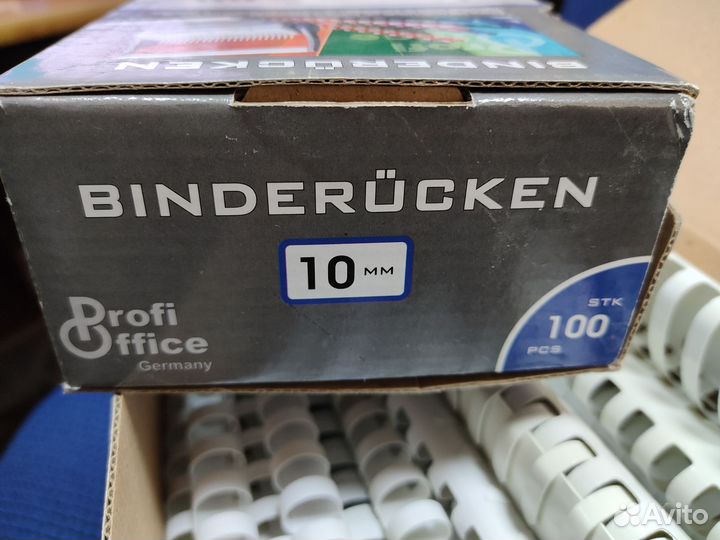 BINDERÜCKEN
BINDERÜCKEN
10 MM
Profi
Office
Germany
STK
100
PCS
Avito